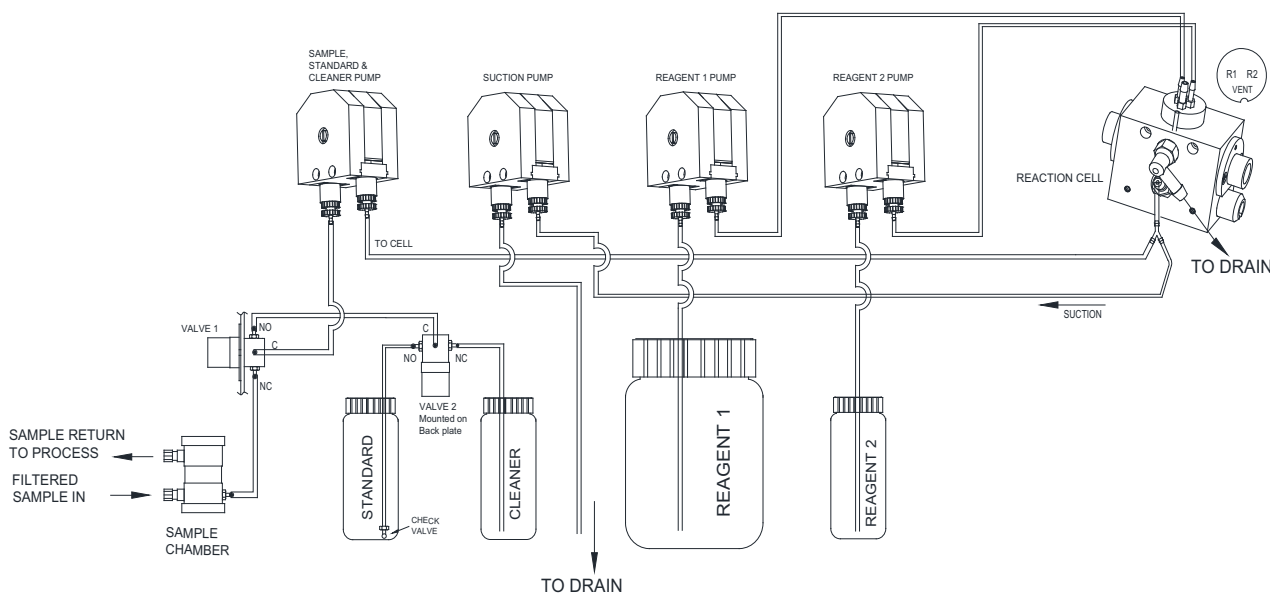 SAMPLE,
STANDARD &
CLEANER PUMP
SUCTION PUMP
REAGENT 1 PUMP
REAGENT 2 PUMP
R1 R2
VENT
REACTION CELL
TO DRAIN
TO CELL
SUCTION
VALVE 1
NO
C
NC
C
NO
NC
VALVE 2
Mounted on
Back plate
SAMPLE RETURN
TO PROCESS
FILTERED
SAMPLE IN
SAMPLE
CHAMBER
STANDARD
CHECK
VALVE
CLEANER
REAGENT 1
REAGENT 2
TO DRAIN